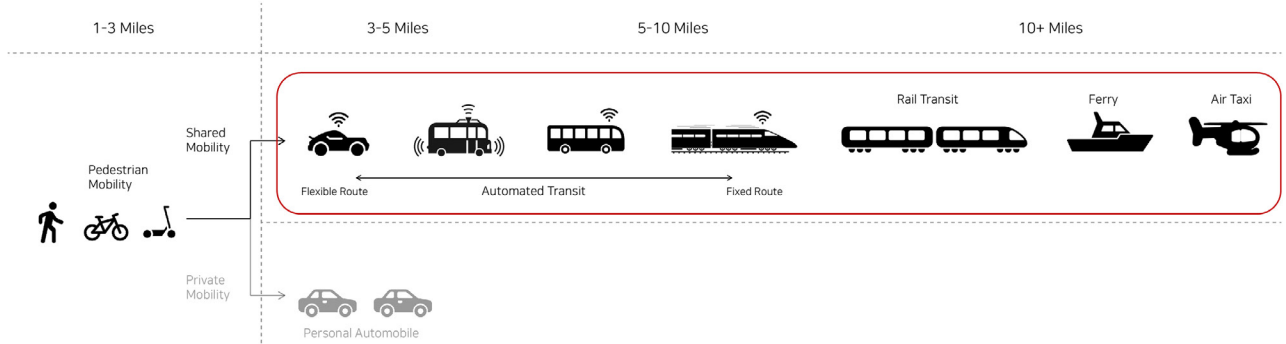 1-3 Miles
3-5 Miles
5-10 Miles
10+ Miles
Shared
Mobility
Pedestrian
Mobility
Private
Mobility
Rail Transit
Ferry
Air Taxi
Flexible Route
Automated Transit
Fixed Route
Personal Automobile